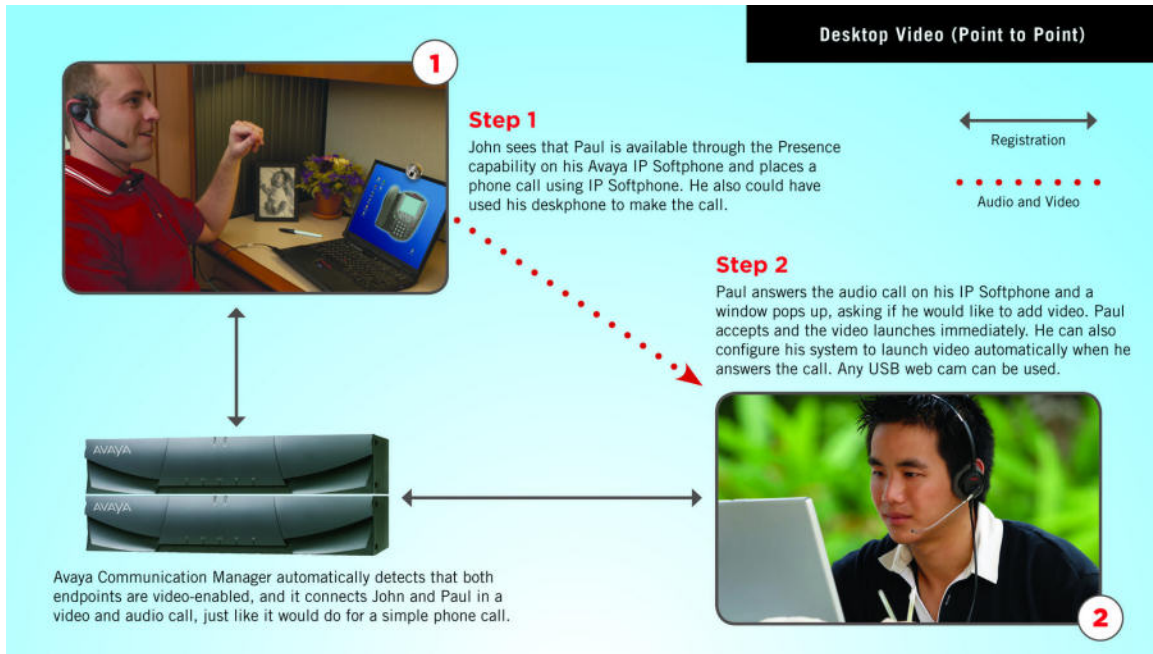 Desktop Video (Point to Point)
1
Step 1
John sees that Paul is available through the Presence
capability on his Avaya IP Softphone and places a
phone call using IP Softphone. He also could have
used his deskphone to make the call.
Registration
Audio and Video
Step 2
Paul answers the audio call on his IP Softphone and a
window pops up, asking if he would like to add video. Paul
accepts and the video launches immediately. He can also
configure his system to launch video automatically when he
answers the call. Any USB web cam can be used.
AVAYA
AVAYA
Avaya Communication Manager automatically detects that both
endpoints are video-enabled, and it connects John and Paul in a
video and audio call, just like it would do for a simple phone call.
2